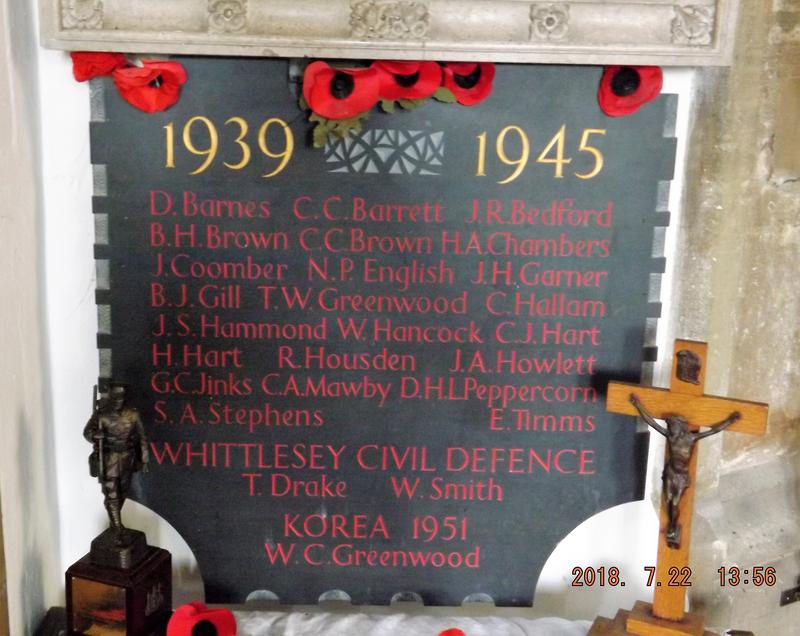 1939 1945
D. Barnes C.C. Barrett J.R. Bedford
B.H. Brown C.C. Brown H.A. Chambers
J. Coomber N.P. English J.H. Garner
B.J. Gill T.W. Greenwood C. Hallam
J.S. Hammond W. Hancock C.J. Hart
H. Hart R. Housden J.A. Howlett
G.C. Jinks C.A. Mawby D.H.L. Peppercorn
S.A. Stephens E. Timms
WHITTLESEY CIVIL DEFENCE
T. Drake W. Smith
KOREA 1951
W.C. Greenwood
2018. 7.22 13:56